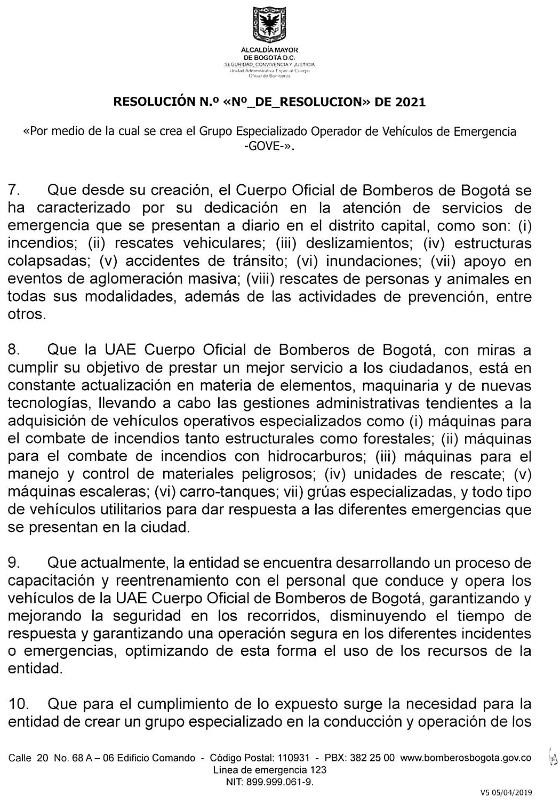 ALCALDÍA MAYOR
DE BOGOTÁ D.C.
SEGURIDAD, CONVIVENCIA Y JUSTICIA
Unidad Administrativa Especial Cuerpo
Oficial de Bomberos
RESOLUCIÓN N.º «Nº_DE_RESOLUCION» DE 2021
«Por medio de la cual se crea el Grupo Especializado Operador de Vehículos de Emergencia
-GOVE-».
7. Que desde su creación, el Cuerpo Oficial de Bomberos de Bogotá se
ha caracterizado por su dedicación en la atención de servicios de
emergencia que se presentan a diario en el distrito capital, como son: (i)
incendios; (ii) rescates vehiculares; (iii) deslizamientos; (iv) estructuras
colapsadas; (v) accidentes de tránsito; (vi) inundaciones; (vii) apoyo en
eventos de aglomeración masiva; (viii) rescates de personas y animales en
todas sus modalidades, además de las actividades de prevención, entre
otros.
8. Que la UAE Cuerpo Oficial de Bomberos de Bogotá, con miras a
cumplir su objetivo de prestar un mejor servicio a los ciudadanos, está en
constante actualización en materia de elementos, maquinaria y de nuevas
tecnologías, llevando a cabo las gestiones administrativas tendientes a la
adquisición de vehículos operativos especializados como (i) máquinas para
el combate de incendios tanto estructurales como forestales; (ii) máquinas
para el combate de incendios con hidrocarburos; (iii) máquinas para el
manejo y control de materiales peligrosos; (iv) unidades de rescate; (v)
máquinas escaleras; (vi) carro-tanques; vii) grúas especializadas, y todo tipo
de vehículos utilitarios para dar respuesta a las diferentes emergencias que
se presentan en la ciudad.
9. Que actualmente, la entidad se encuentra desarrollando un proceso de
capacitación y reentrenamiento con el personal que conduce y opera los
vehículos de la UAE Cuerpo Oficial de Bomberos de Bogotá, garantizando y
mejorando la seguridad en los recorridos, disminuyendo el tiempo de
respuesta y garantizando una operación segura en los diferentes incidentes
o emergencias, optimizando de esta forma el uso de los recursos de la
entidad.
10. Que para el cumplimiento de lo expuesto surge la necesidad para la
entidad de crear un grupo especializado en la conducción y operación de los
Calle 20 No. 68 A – 06 Edificio Comando - Código Postal: 110931 - PBX: 382 25 00 www.bomberosbogota.gov.co
Línea de emergencia 123
NIT: 899.999.061-9.
V5 05/04/2019